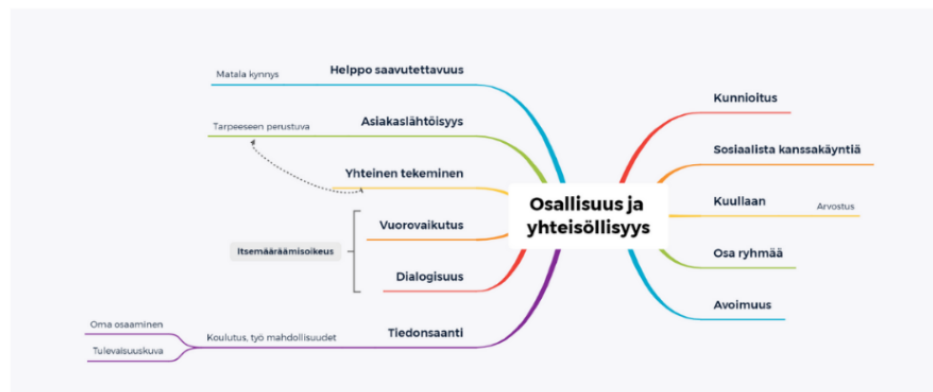 Matala kynnys
Helppo saavutettavuus
Tarpeeseen perustuva
Asiakaslähtöisyys
Yhteinen tekeminen
Itsemääräämisoikeus
Vuorovaikutus
Dialogisuus
Oma osaaminen
Tulevaisuuskuva
Koulutus, työ mahdollisuudet
Tiedonsaanti
Osallisuus ja
yhteisöllisyys
Kunnioitus
Sosiaalista kanssakäyntiä
Kuullaan
Arvostus
Osa ryhmää
Avoimuus